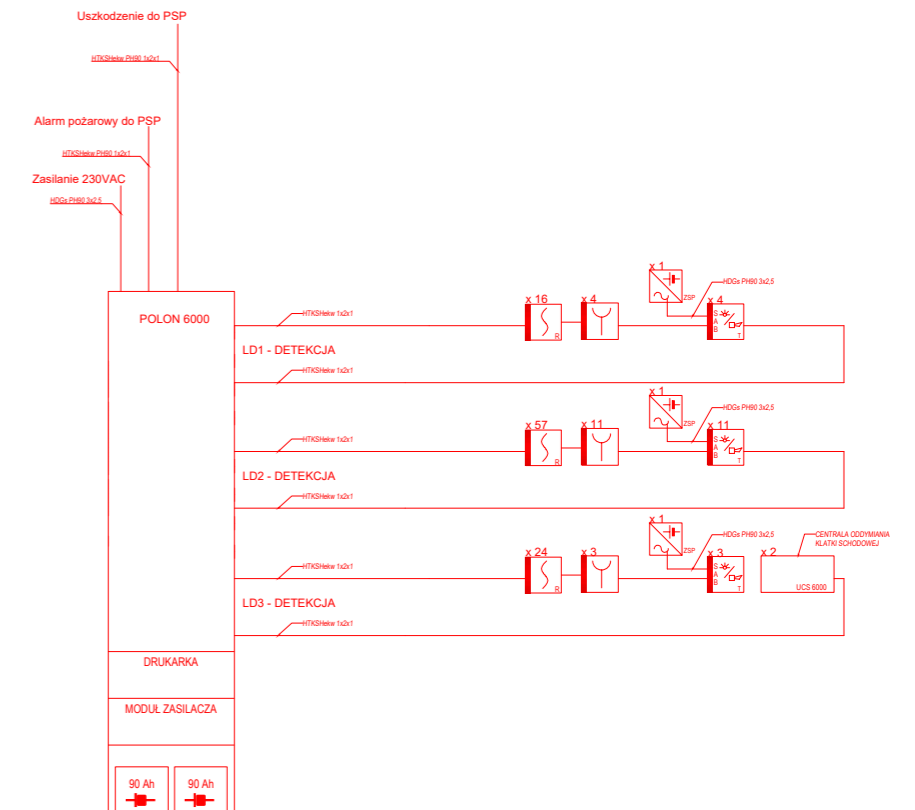 Uszkodzenie do PSP
HTKSHekw PH90 1x2x1
Alarm pożarowy do PSP
HTKSHekw PH90 1x2x1
Zasilanie 230VAC
HDGs PH90 3x2,5
POLON 6000
HTKSHekw 1x2x1
x 16
R
x 4
x 1
ZSP
HDGs PH90 3x2,5
x 4
S
A
B
T
LD1 - DETEKCJA
HTKSHekw 1x2x1
HTKSHekw 1x2x1
x 57
R
x 11
x 1
ZSP
HDGs PH90 3x2,5
x 11
S
A
B
T
LD2 - DETEKCJA
HTKSHekw 1x2x1
HTKSHekw 1x2x1
x 24
R
x 3
x 1
ZSP
HDGs PH90 3x2,5
x 3
S
A
B
T
x 2
CENTRALA ODDYMIANIA
KLATKI SCHODOWEJ
UCS 6000
LD3 - DETEKCJA
HTKSHekw 1x2x1
DRUKARKA
MODUŁ ZASILACZA
90 Ah
90 Ah